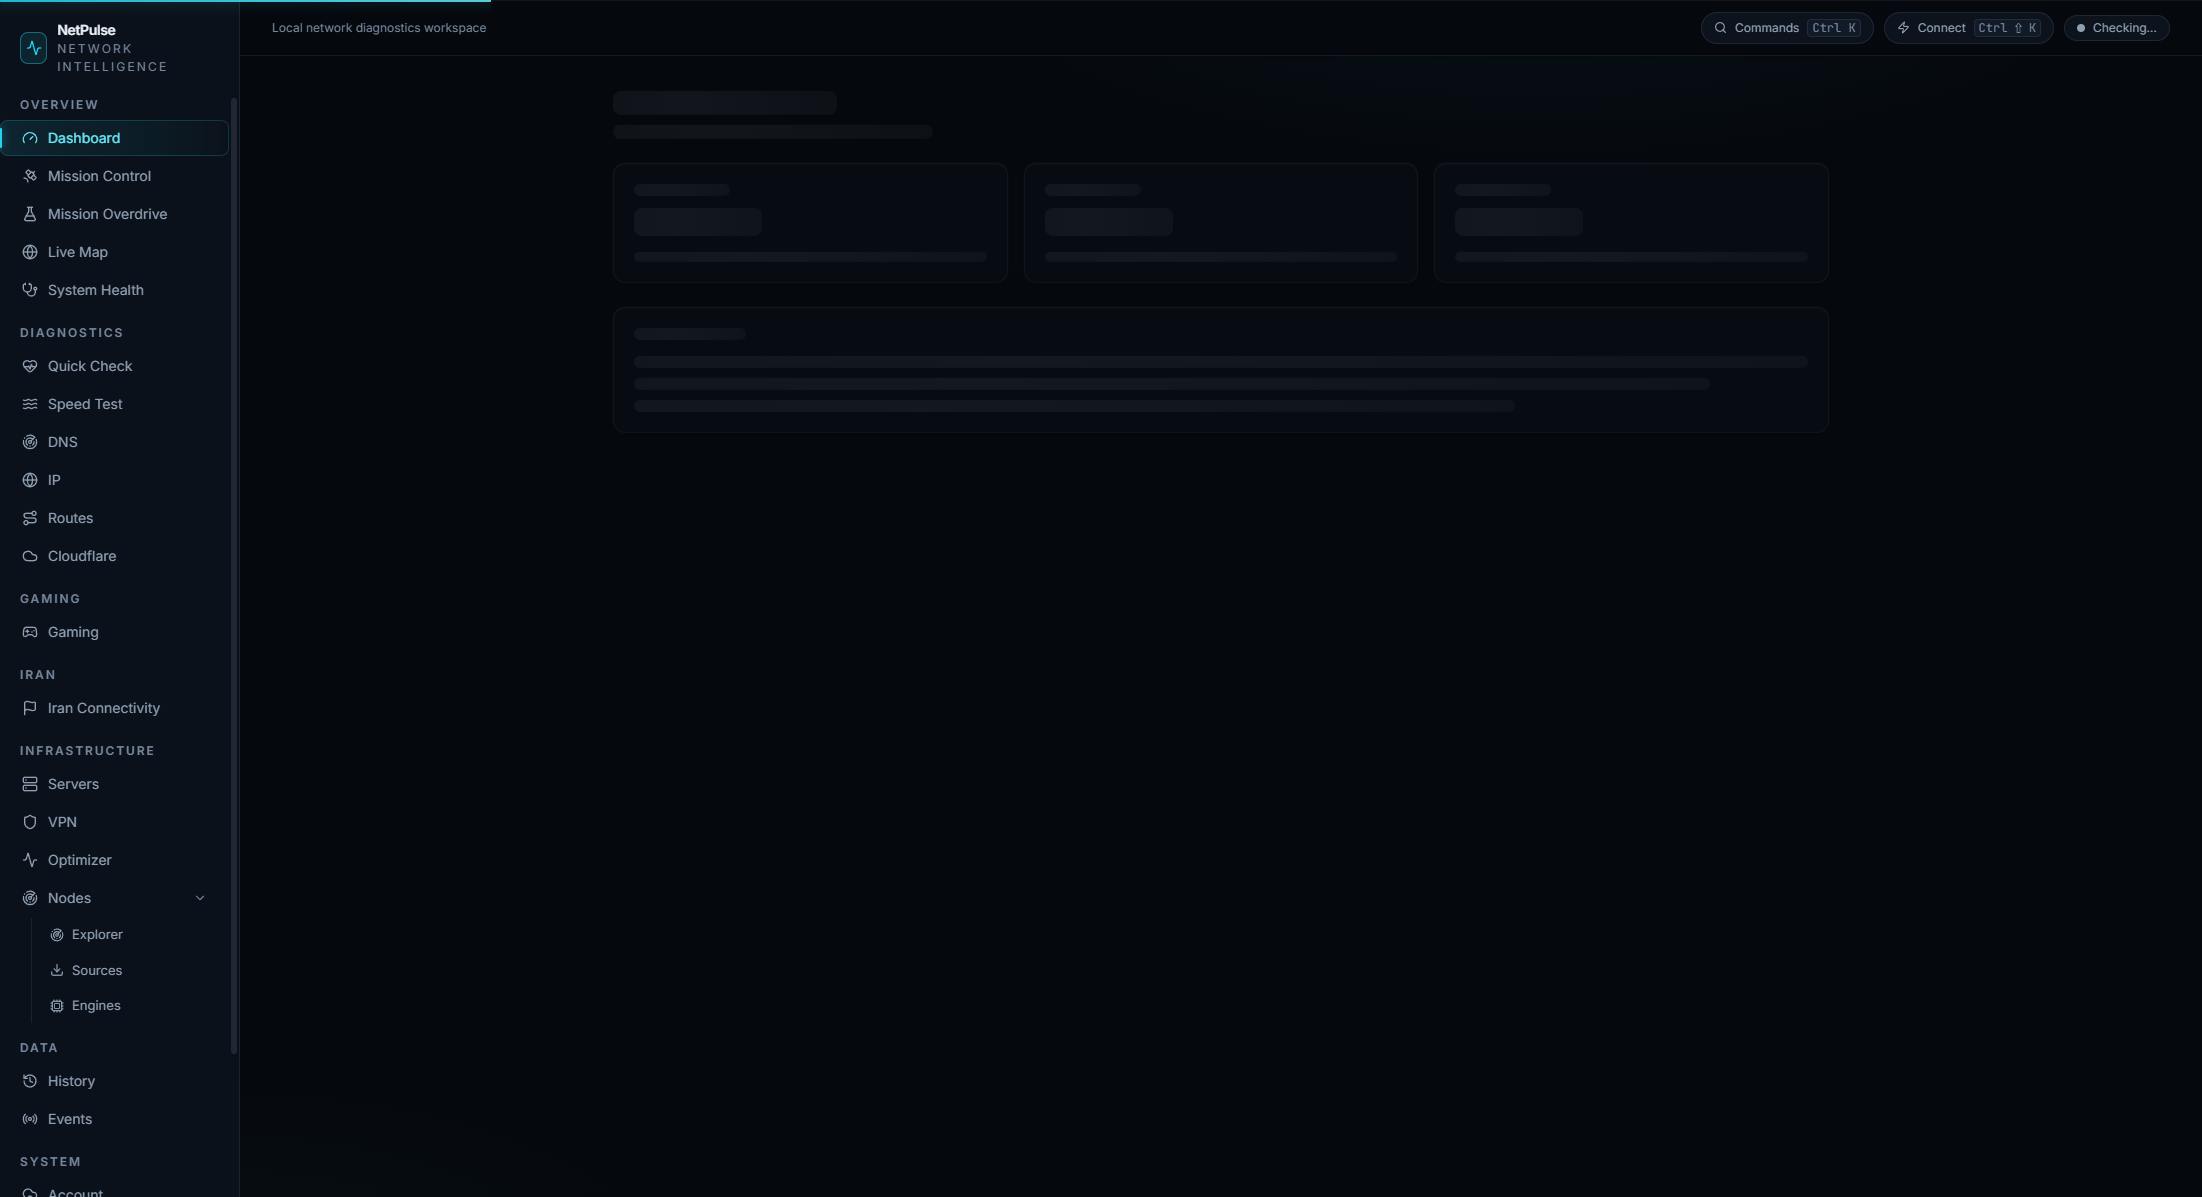 NetPulse
NETWORK
INTELLIGENCE
OVERVIEW
Dashboard
Mission Control
Mission Overdrive
Live Map
System Health
DIAGNOSTICS
Quick Check
Speed Test
DNS
IP
Routes
Cloudflare
GAMING
Gaming
IRAN
Iran Connectivity
INFRASTRUCTURE
Servers
VPN
Optimizer
Nodes
Explorer
Sources
Engines
DATA
History
Events
SYSTEM
Account
Local network diagnostics workspace
Commands Ctrl K
Connect Ctrl ⇧ K
Checking...